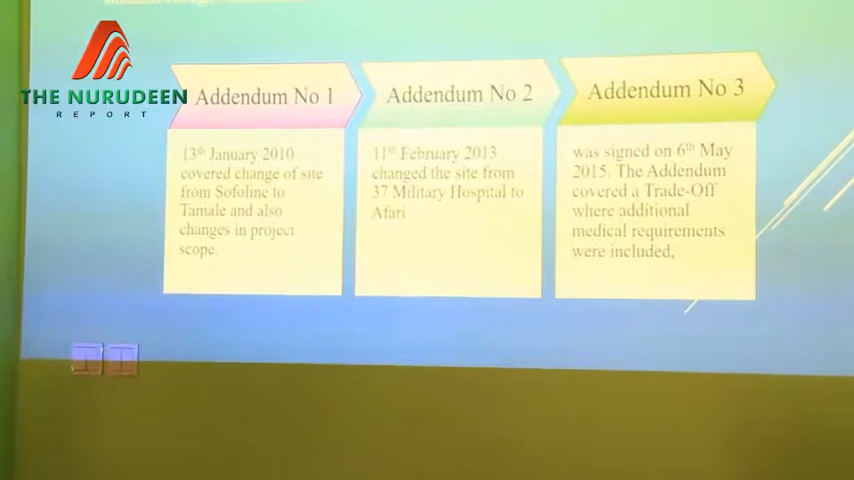 THE NURUDEEN
REPORT
Addendum No 1
13th January 2010
covered change of site
from Sofoline to
Tamale and also
changes in project
scope.
Addendum No 2
11th February 2013
changed the site from
37 Military Hospital to
Afari
Addendum No 3
was signed on 6th May
2015. The Addendum
covered a Trade-Off
where additional
medical requirements
were included,